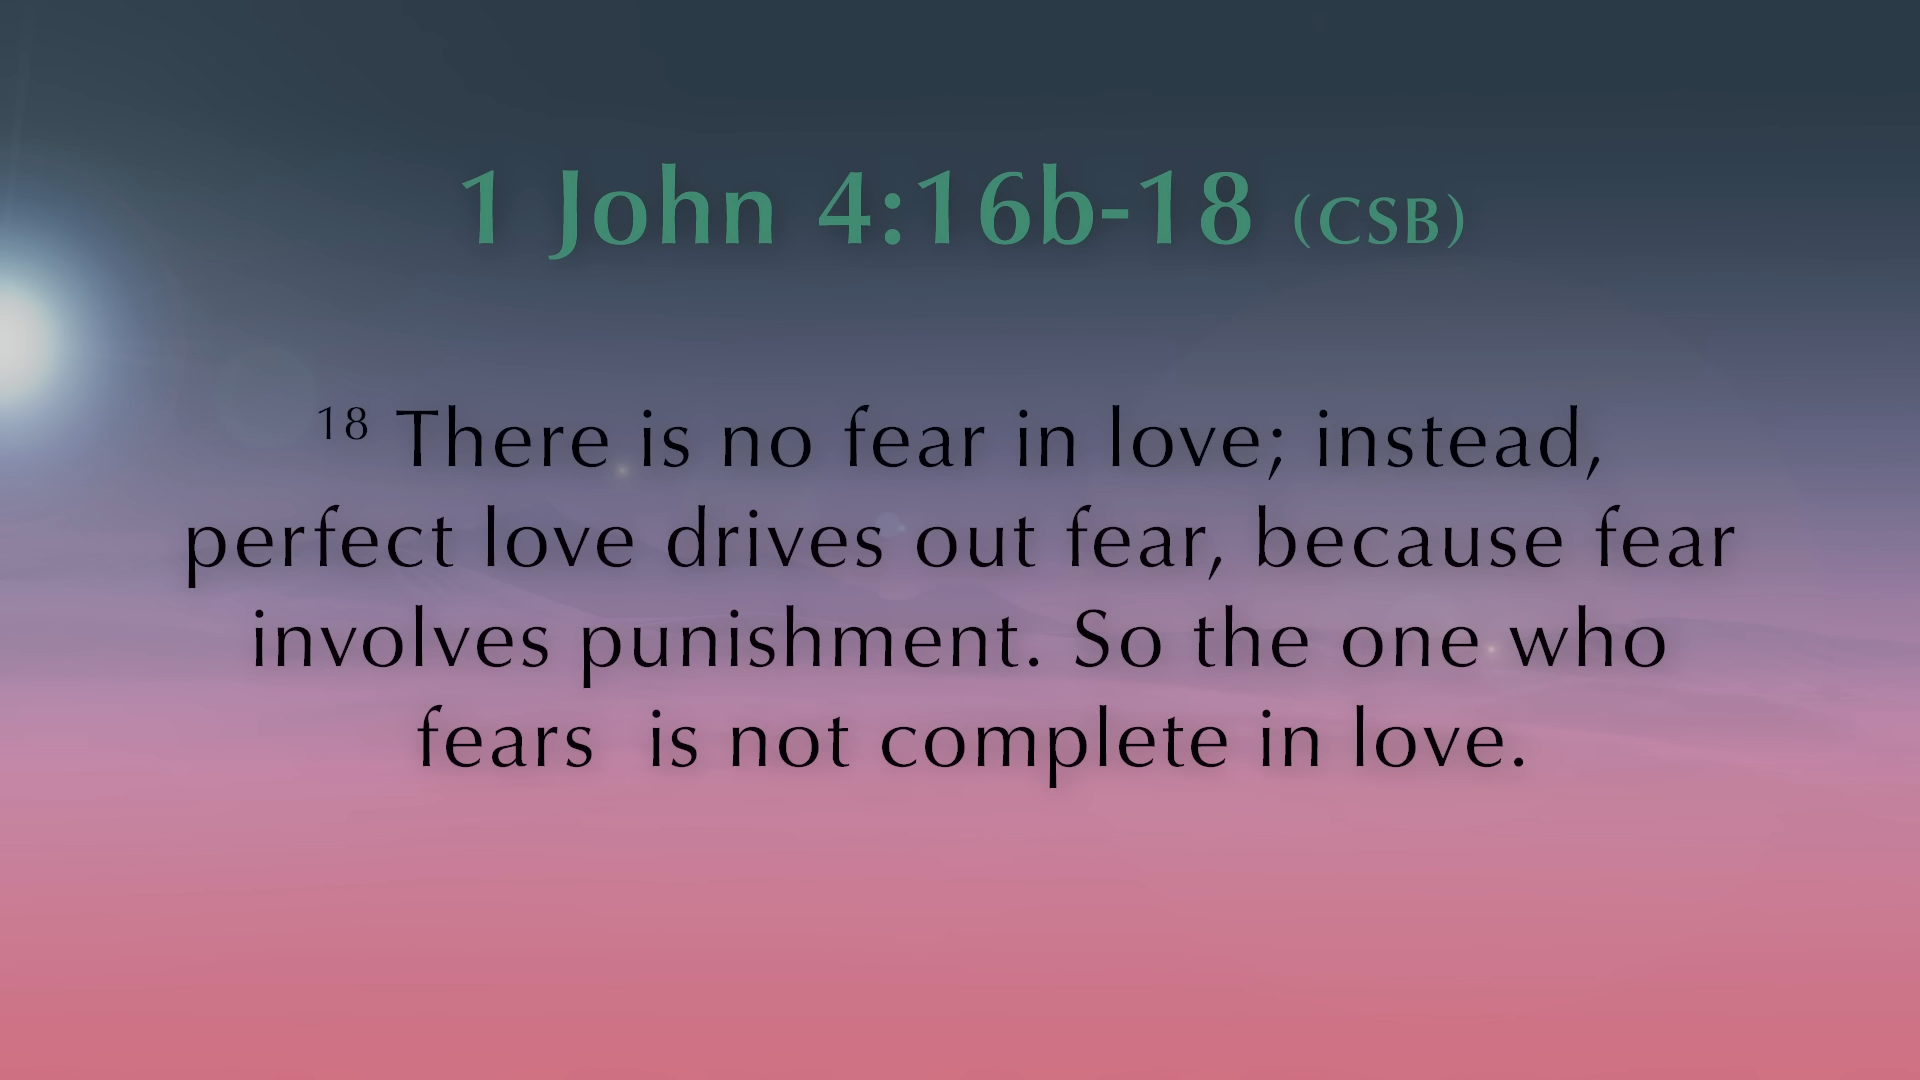 1 John 4:16b-18 (CSB)
18 There is no fear in love; instead,
perfect love drives out fear, because fear
involves punishment. So the one who
fears  is not complete in love.